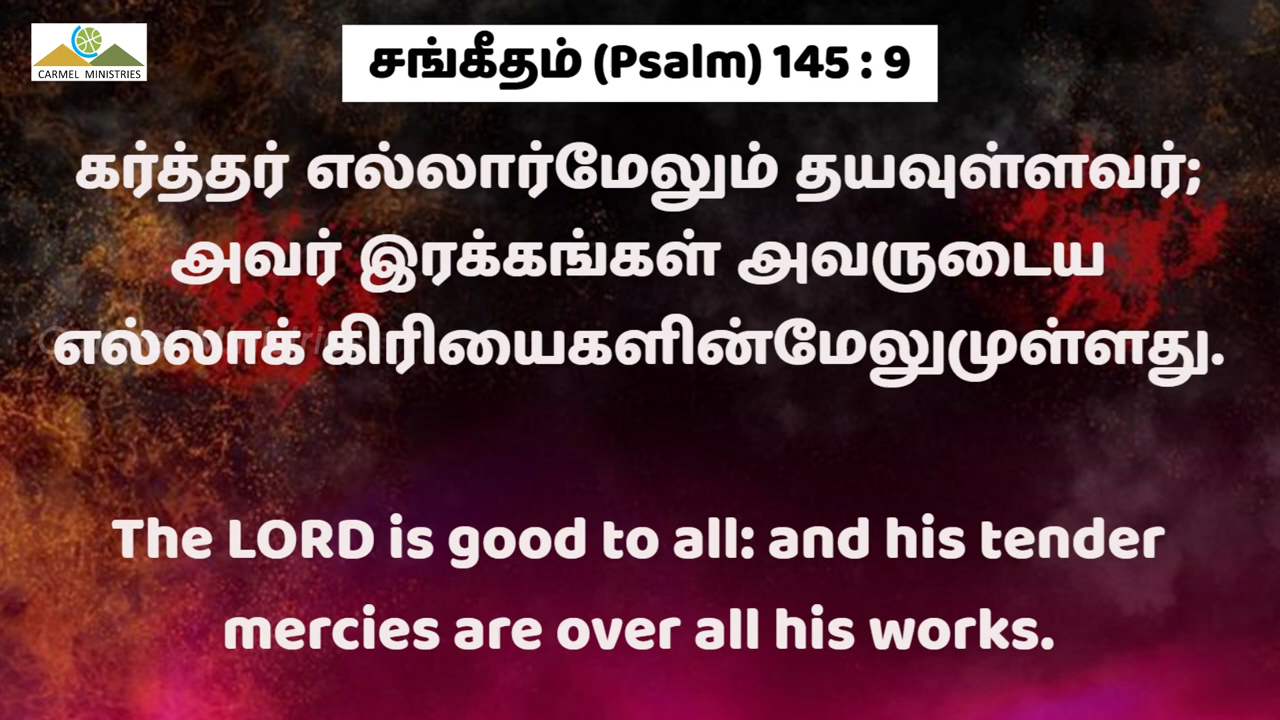 CARMEL MINISTRIES
சங்கீதம் (Psalm) 145 : 9
கர்த்தர் எல்லார்மேலும் தயவுள்ளவர்;
அவர் இரக்கங்கள் அவருடைய
எல்லாக் கிரியைகளின்மேலுமுள்ளது.
The LORD is good to all: and his tender
mercies are over all his works.